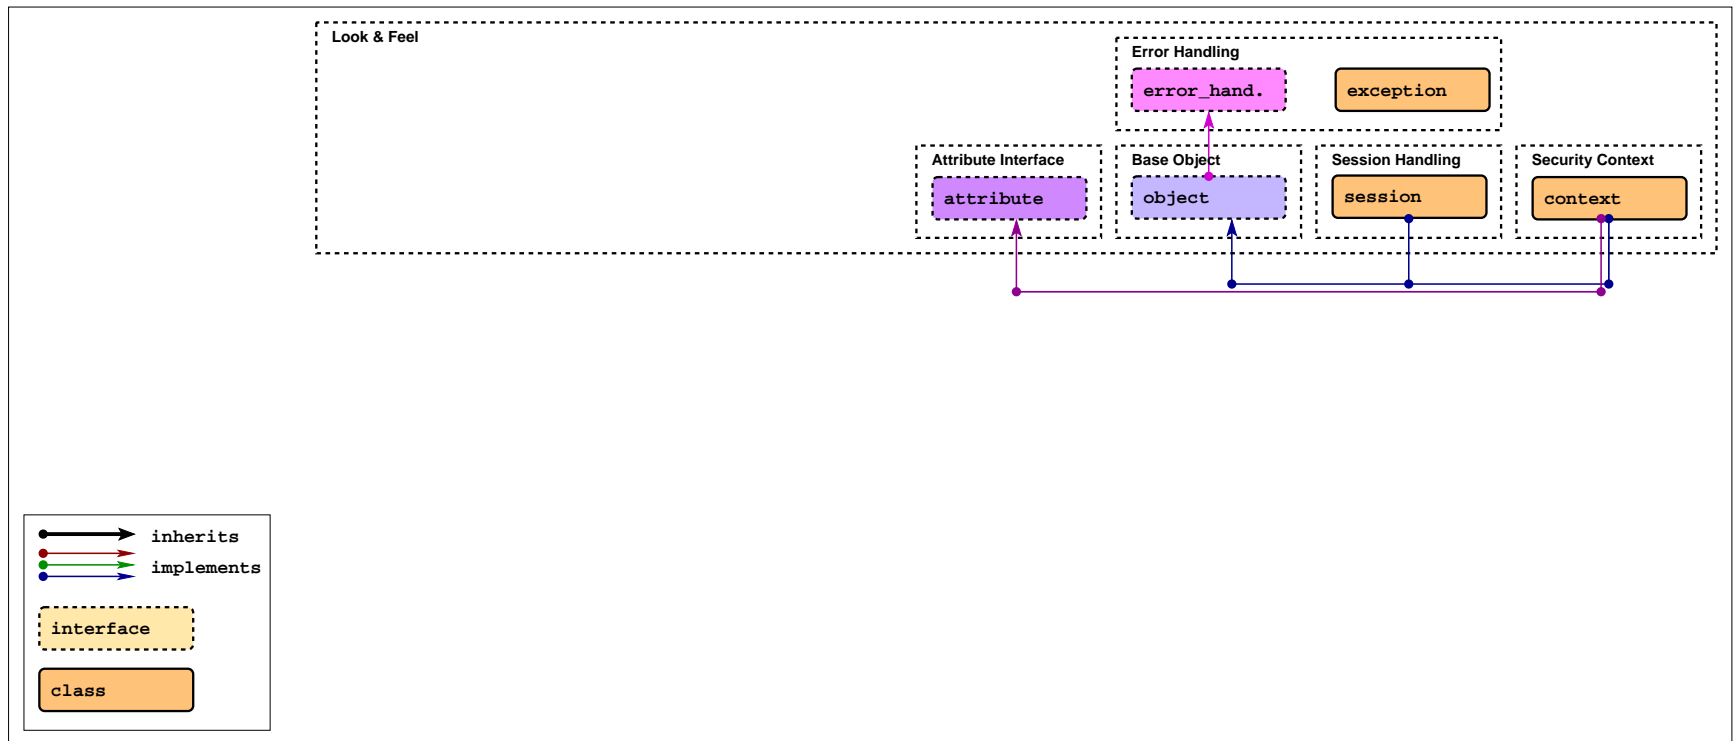 Look & Feel
Error Handling
error_hand.
exception
Attribute Interface
Base Object
Session Handling
Security Context
attribute
object
session
context
inherits
implements
interface
class